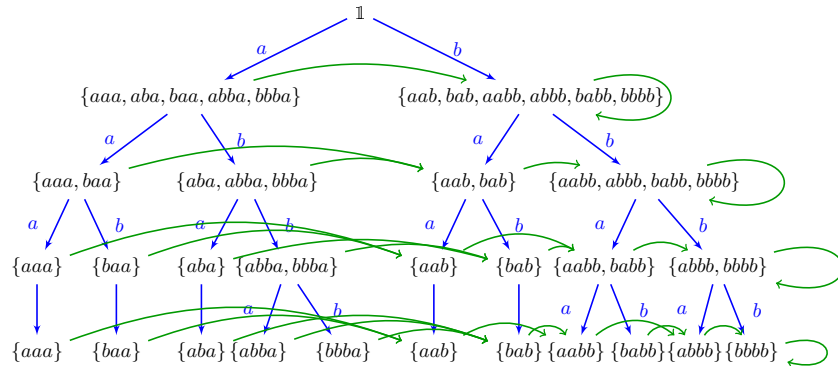 𝟙
a b
{aaa, aba, baa, abba, bbba} {aab, bab, aabb, abbb, babb, bbbb}
a b a b
{aaa, baa} {aba, abba, bbba} {aab, bab} {aabb, abbb, babb, bbbb}
a b a b a b a b
{aaa} {baa} {aba} {abba, bbba} {aab} {bab} {aabb, babb} {abbb, bbbb}
a b a b a b
{aaa} {baa} {aba} {abba} {bbba} {aab} {bab} {aabb} {babb} {abbb} {bbbb}